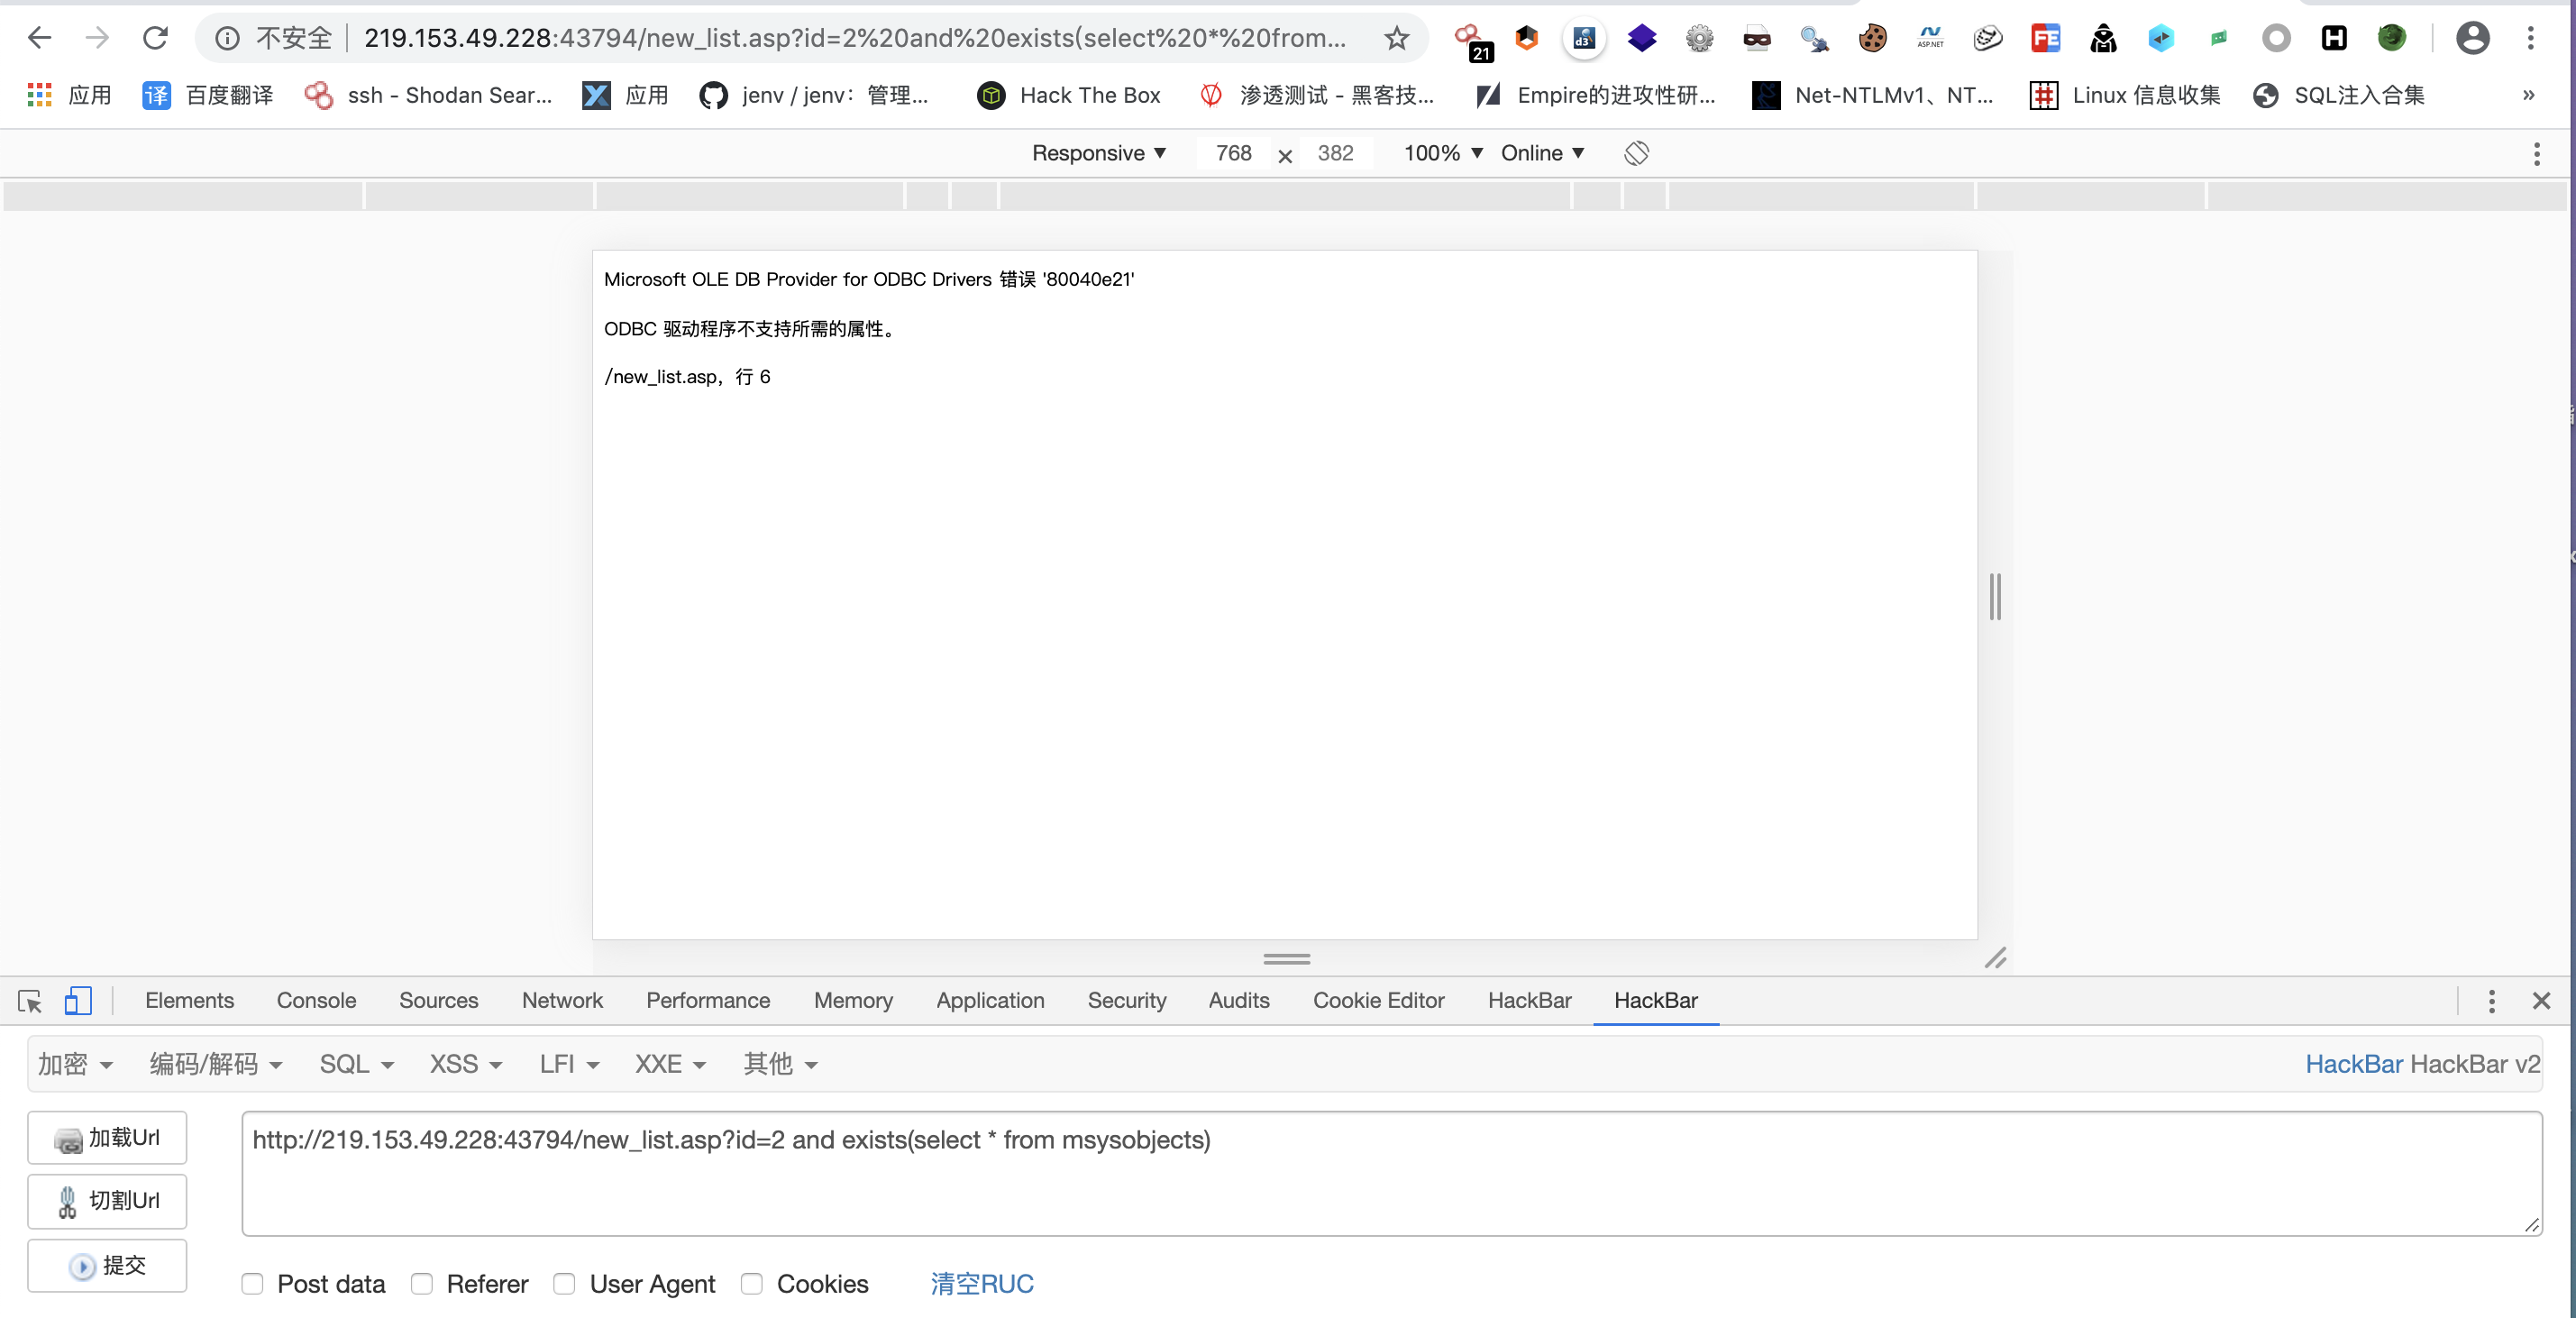 不安全 | 219.153.49.228:43794/new_list.asp?id=2%20and%20exists(select%20*%20from...
21
d3
ASP.NET
FE
H
应用
译 百度翻译
ssh - Shodan Sear...
应用
jenv / jenv：管理...
Hack The Box
渗透测试 - 黑客技...
Empire的进攻性研...
Net-NTLMv1、NT...
Linux 信息收集
SQL注入合集
»
Responsive ▼ 768 × 382 100% ▼ Online ▼
Microsoft OLE DB Provider for ODBC Drivers 错误 '80040e21'
ODBC 驱动程序不支持所需的属性。
/new_list.asp，行 6
Elements Console Sources Network Performance Memory Application Security Audits Cookie Editor HackBar HackBar
加密 编码/解码 SQL XSS LFI XXE 其他 HackBar HackBar v2
加载Url
http://219.153.49.228:43794/new_list.asp?id=2 and exists(select * from msysobjects)
切割Url
提交
Post data Referer User Agent Cookies 清空RUC